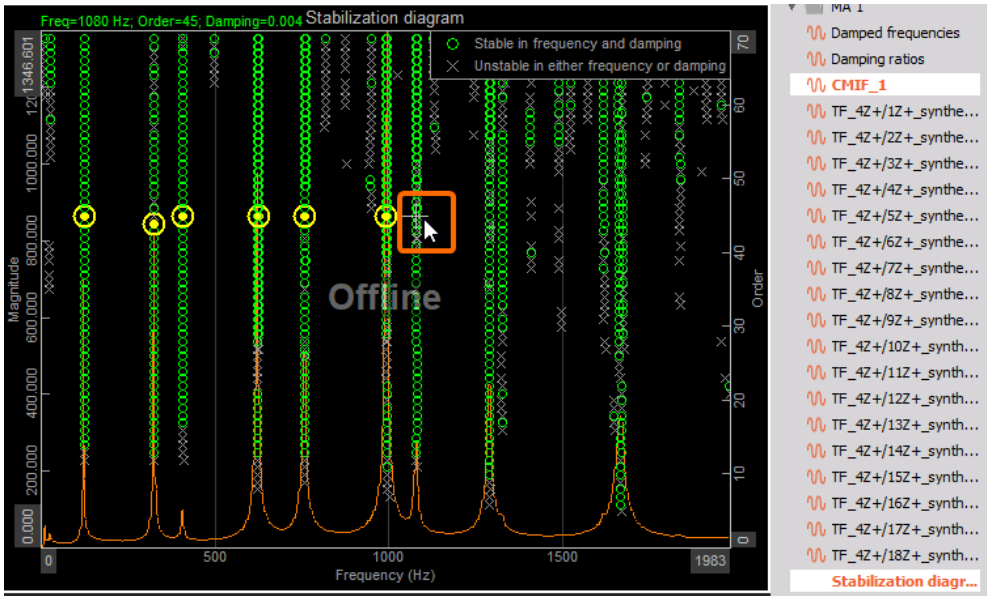 Freq=1080 Hz; Order=45; Damping=0.004 Stabilization diagram
Stable in frequency and damping
Unstable in either frequency or damping
1346.601
1000.000
800.000
600.000
400.000
200.000
0.000
Magnitude
Offline
70
60
50
40
30
20
10
0
Order
0
500
1000
1500
1983
Frequency (Hz)
MA 1
Damped frequencies
Damping ratios
CMIF_1
TF_4Z+/1Z+_synthe...
TF_4Z+/2Z+_synthe...
TF_4Z+/3Z+_synthe...
TF_4Z+/4Z+_synthe...
TF_4Z+/5Z+_synthe...
TF_4Z+/6Z+_synthe...
TF_4Z+/7Z+_synthe...
TF_4Z+/8Z+_synthe...
TF_4Z+/9Z+_synthe...
TF_4Z+/10Z+_synth...
TF_4Z+/11Z+_synth...
TF_4Z+/12Z+_synth...
TF_4Z+/13Z+_synth...
TF_4Z+/14Z+_synth...
TF_4Z+/15Z+_synth...
TF_4Z+/16Z+_synth...
TF_4Z+/17Z+_synth...
TF_4Z+/18Z+_synth...
Stabilization diagr...